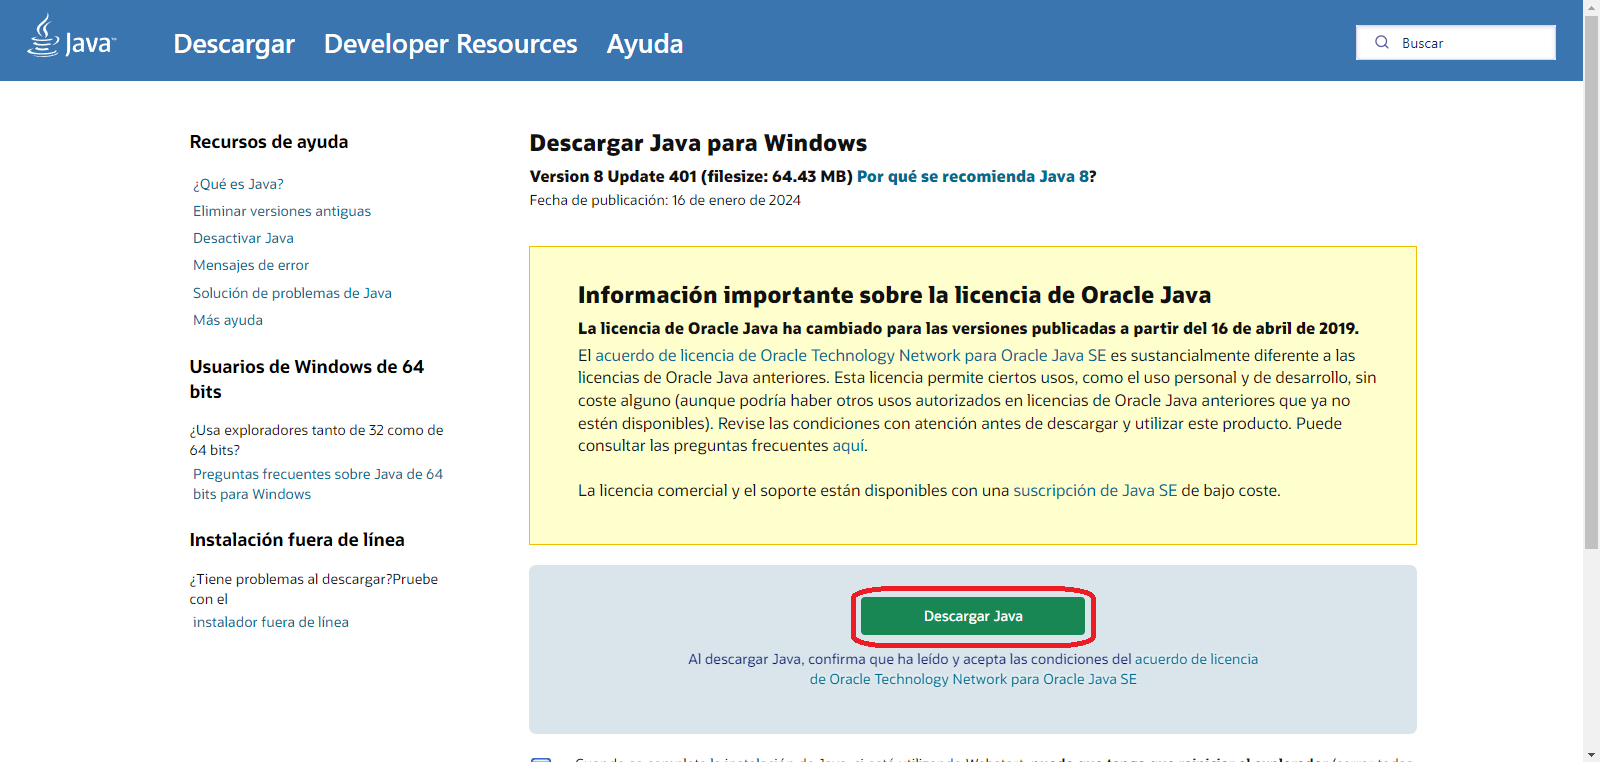 Java™
Descargar Developer Resources Ayuda
Buscar
Recursos de ayuda
¿Qué es Java?
Eliminar versiones antiguas
Desactivar Java
Mensajes de error
Solución de problemas de Java
Más ayuda
Usuarios de Windows de 64
bits
¿Usa exploradores tanto de 32 como de
64 bits?
Preguntas frecuentes sobre Java de 64
bits para Windows
Instalación fuera de línea
¿Tiene problemas al descargar?Pruebe
con el
instalador fuera de línea
Descargar Java para Windows
Version 8 Update 401 (filesize: 64.43 MB) Por qué se recomienda Java 8?
Fecha de publicación: 16 de enero de 2024
Información importante sobre la licencia de Oracle Java
La licencia de Oracle Java ha cambiado para las versiones publicadas a partir del 16 de abril de 2019.
El acuerdo de licencia de Oracle Technology Network para Oracle Java SE es sustancialmente diferente a las
licencias de Oracle Java anteriores. Esta licencia permite ciertos usos, como el uso personal y de desarrollo, sin
coste alguno (aunque podría haber otros usos autorizados en licencias de Oracle Java anteriores que ya no
estén disponibles). Revise las condiciones con atención antes de descargar y utilizar este producto. Puede
consultar las preguntas frecuentes aquí.
La licencia comercial y el soporte están disponibles con una suscripción de Java SE de bajo coste.
Descargar Java
Al descargar Java, confirma que ha leído y acepta las condiciones del acuerdo de licencia
de Oracle Technology Network para Oracle Java SE